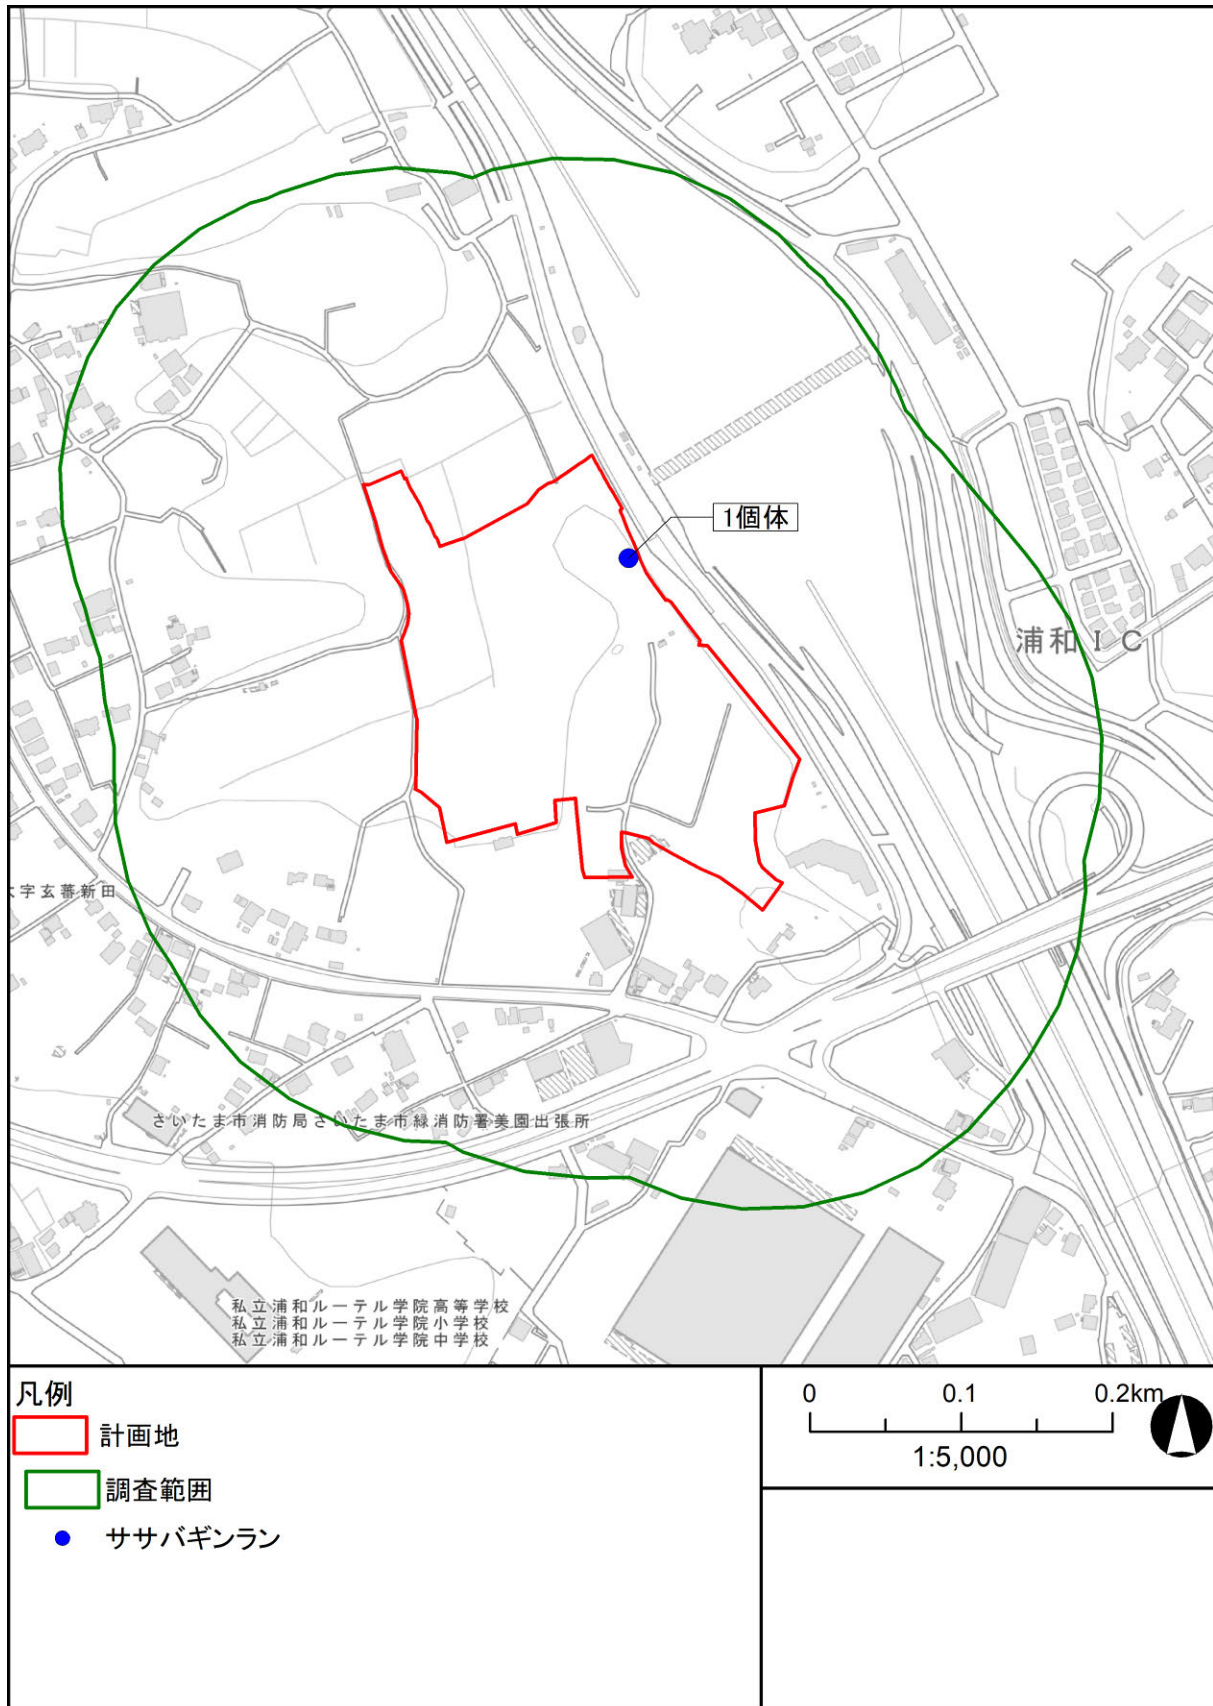 1個体
浦和IC
大字玄蕃新田
さいたま市消防局さいたま市緑消防署美園出張所
私立浦和ルーテル学院高等学校
私立浦和ルーテル学院小学校
私立浦和ルーテル学院中学校
凡例
計画地
調査範囲
ササバギンラン
0 0.1 0.2km
1:5,000